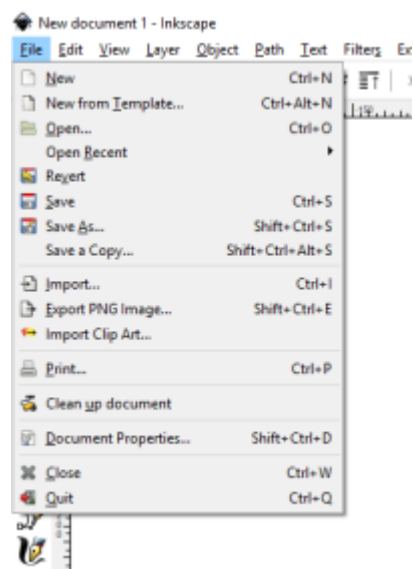 New document 1 - Inkscape
File Edit View Layer Object Path Text Filters Ex
New Ctrl+N
New from Template... Ctrl+Alt+N
Open... Ctrl+O
Open Recent
Revert
Save Ctrl+S
Save As... Shift+Ctrl+S
Save a Copy... Shift+Ctrl+Alt+S
Import... Ctrl+I
Export PNG Image... Shift+Ctrl+E
Import Clip Art...
Print... Ctrl+P
Clean up document
Document Properties... Shift+Ctrl+D
Close Ctrl+W
Quit Ctrl+Q